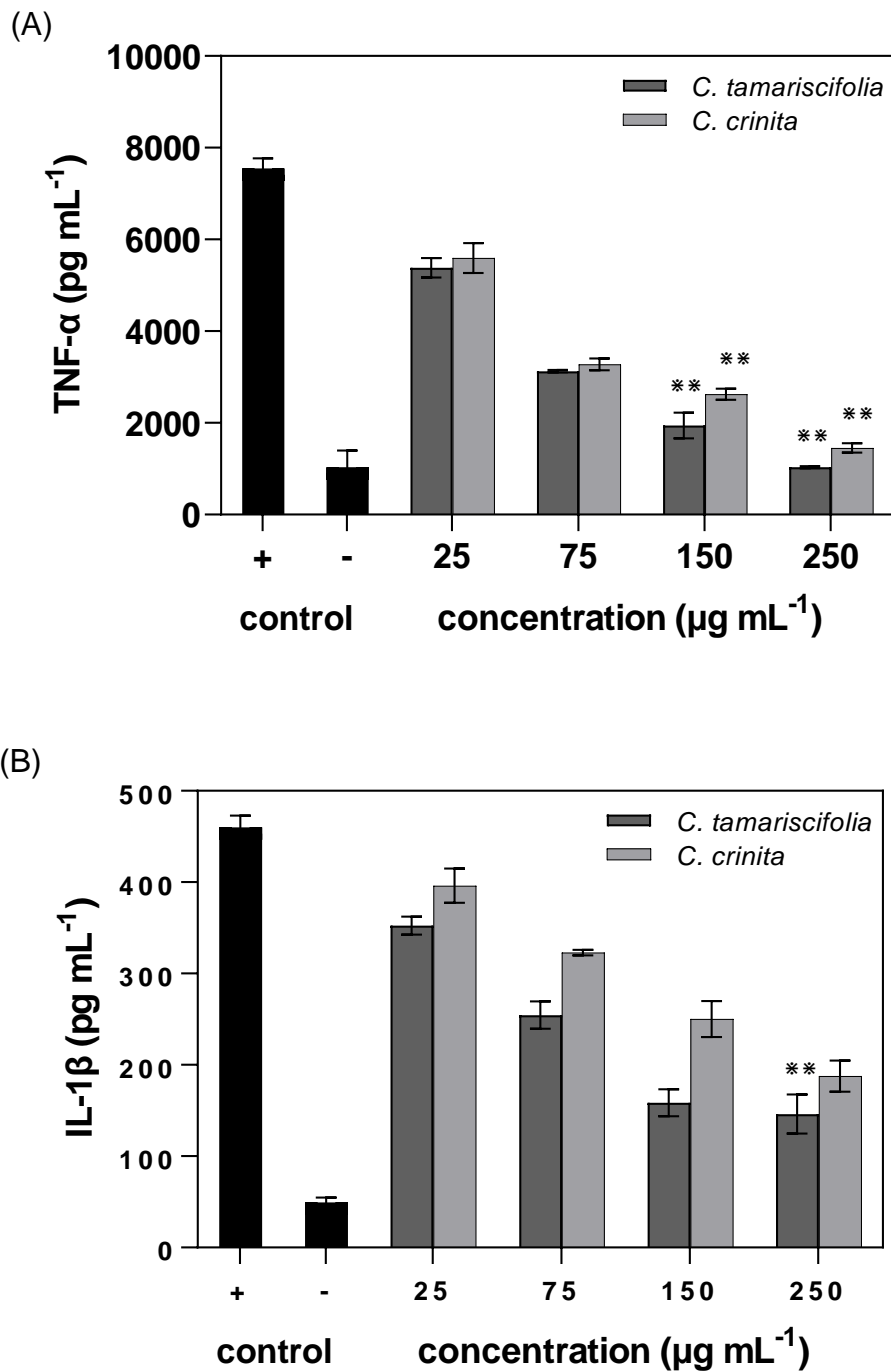 (A)
10000
8000
6000
4000
2000
0
TNF-α (pg mL⁻¹)
C. tamariscifolia
C. crinita
** **
** **
+ - 25 75 150 250
control concentration (µg mL⁻¹)
(B)
500
400
300
200
100
0
IL-1β (pg mL⁻¹)
C. tamariscifolia
C. crinita
**
+ - 25 75 150 250
control concentration (µg mL⁻¹)